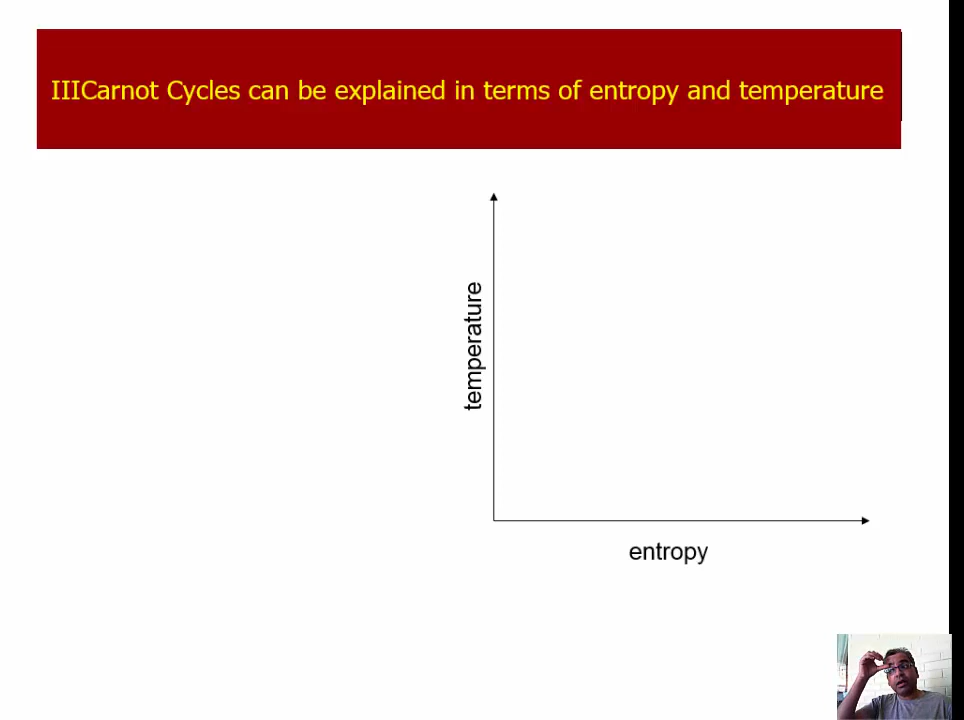 IIICarnot Cycles can be explained in terms of entropy and temperature
temperature
entropy